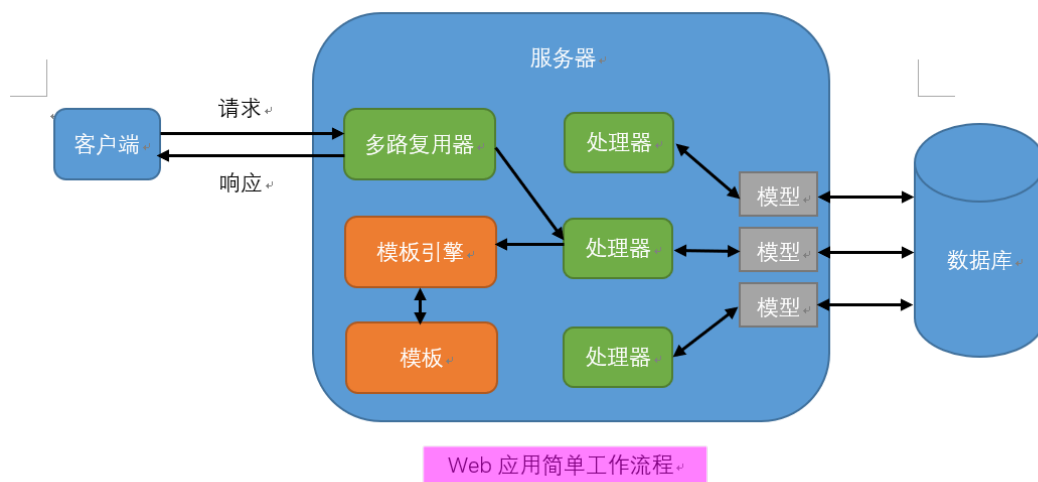 服务器
请求
客户端
多路复用器
处理器
响应
模型
模板引擎
处理器
模型
数据库
模型
模板
处理器
Web 应用简单工作流程